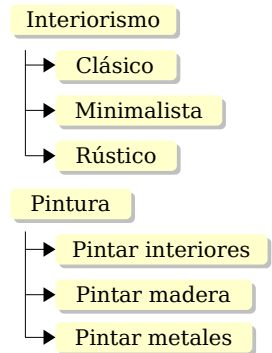 Interiorismo
Clásico
Minimalista
Rústico
Pintura
Pintar interiores
Pintar madera
Pintar metales